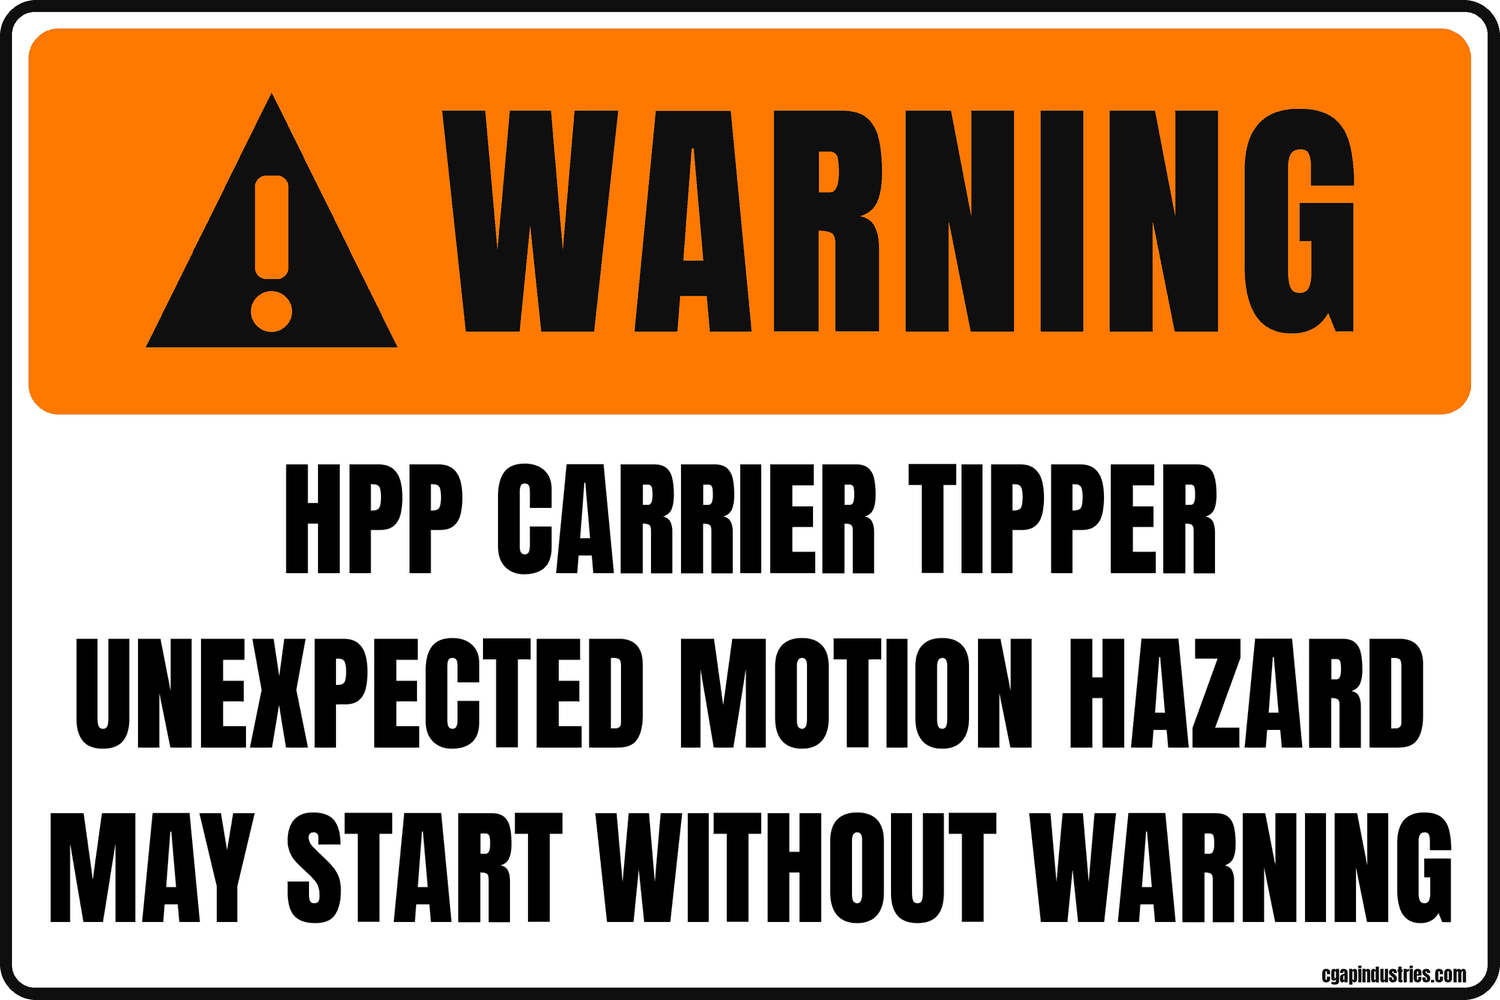 WARNING
HPP CARRIER TIPPER
UNEXPECTED MOTION HAZARD
MAY START WITHOUT WARNING
cgapindustries.com